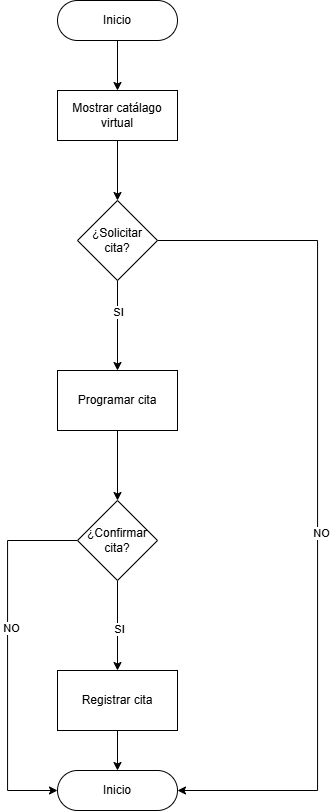 Inicio
Mostrar catálago
virtual
¿Solicitar
cita?
SI
Programar cita
¿Confirmar
cita?
NO
NO
SI
Registrar cita
Inicio